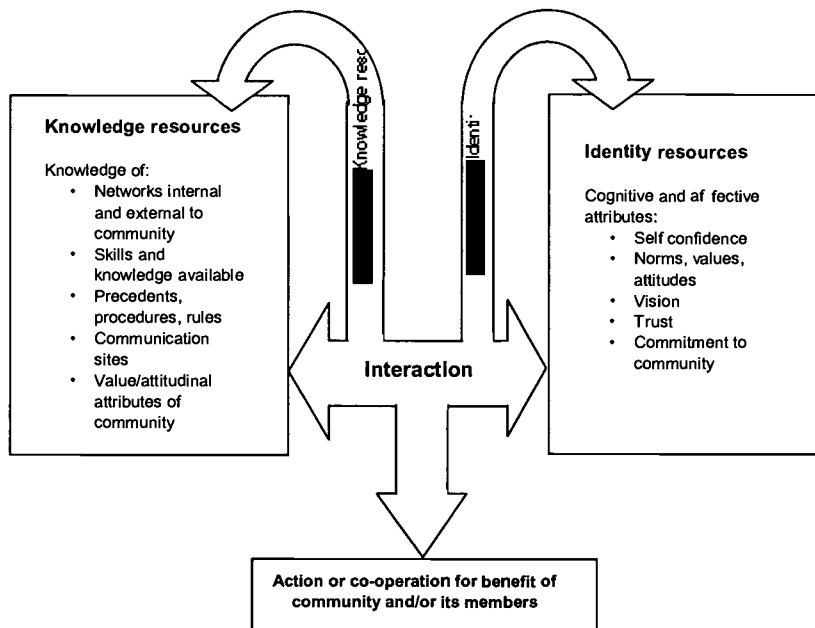 Knowledge resources
Knowledge of:
• Networks internal
and external to
community
• Skills and
knowledge available
• Precedents,
procedures, rules
• Communication
sites
• Value/attitudinal
attributes of
community
Knowledge
Interaction
Identity resources
Cognitive and af fective
attributes:
• Self confidence
• Norms, values,
attitudes
• Vision
• Trust
• Commitment to
community
Action or co-operation for benefit of
community and/or its members